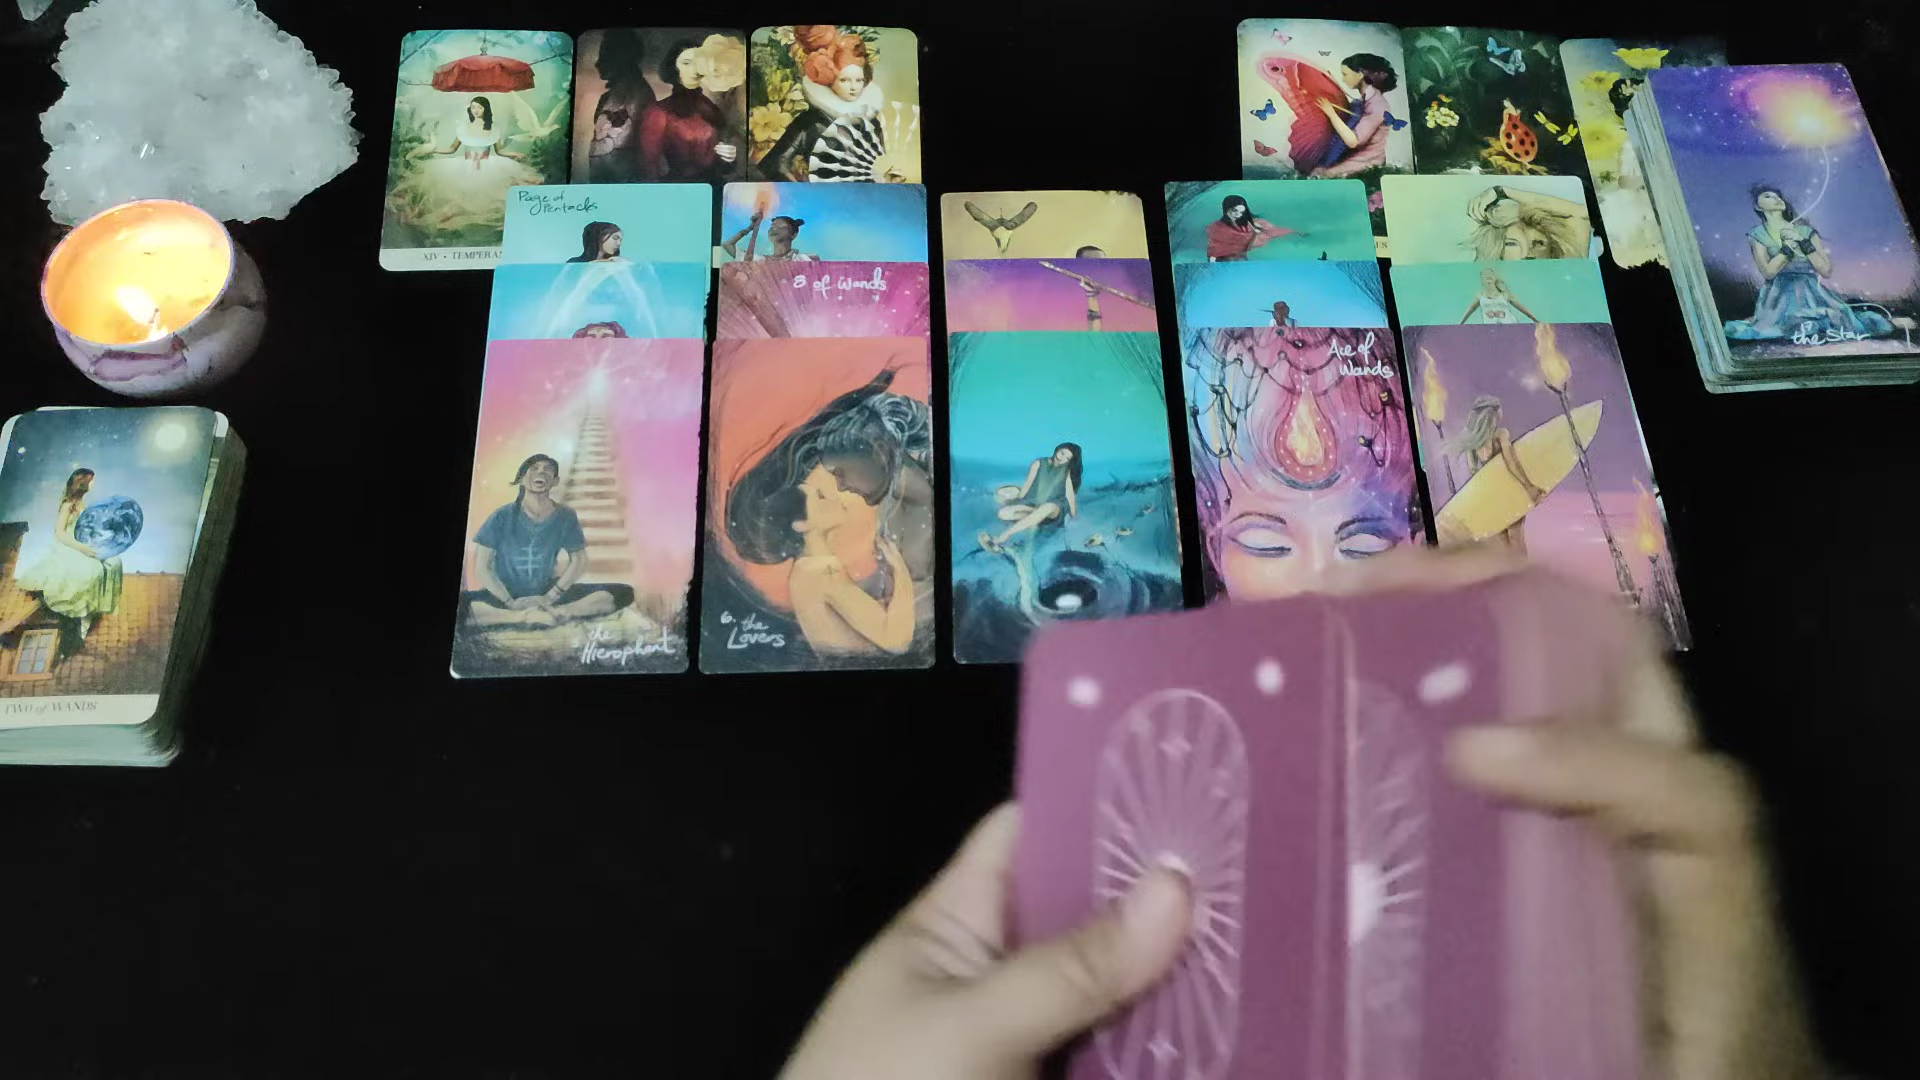 XIV • TEMPERAN
Page of
Pentacks
8 of Wands
the Star
Ace of
Wands
the
Hierophant
6. the
Lovers
TWO of WANDS